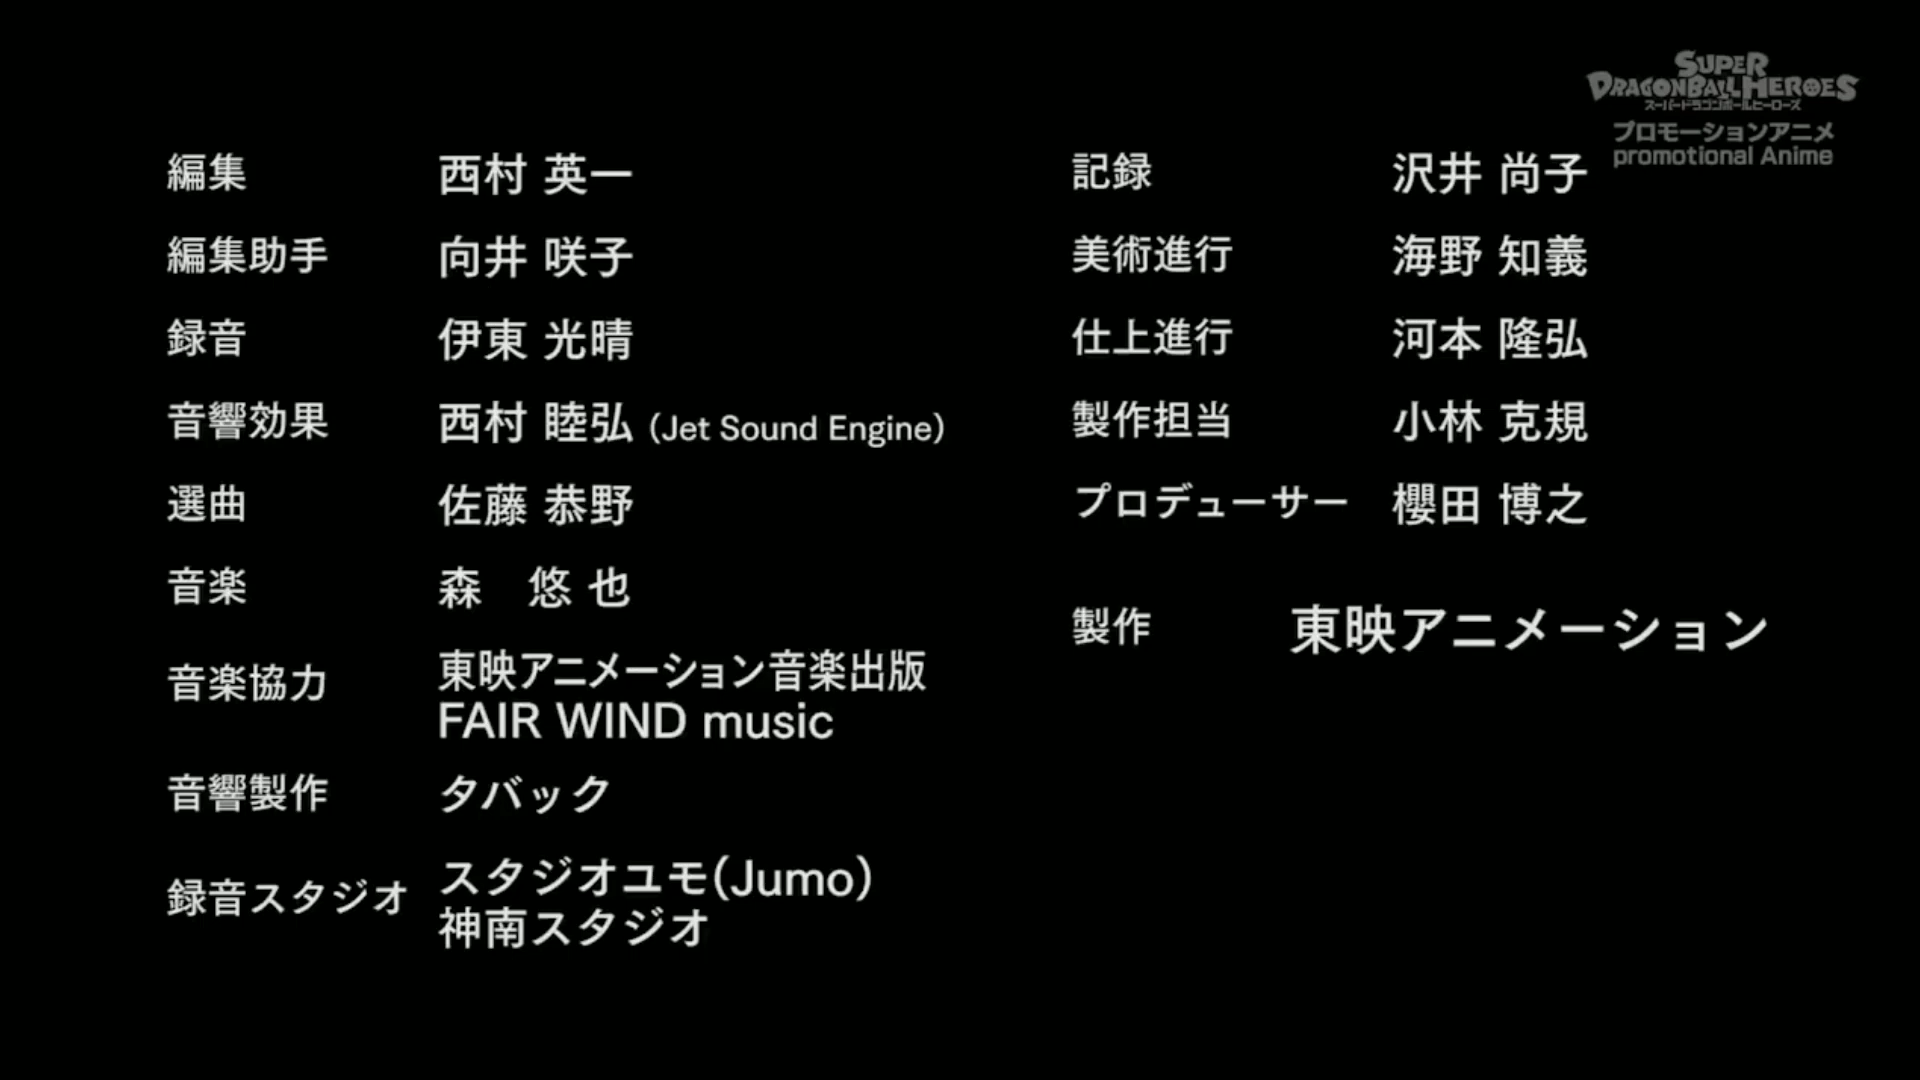 SUPER
DRAGONBALL HEROES
スーパードラゴンボールヒーローズ
プロモーションアニメ
promotional Anime
編集 西村 英一
編集助手 向井 咲子
録音 伊東 光晴
音響効果 西村 睦弘 (Jet Sound Engine)
選曲 佐藤 恭野
音楽 森 悠 也
音楽協力 東映アニメーション音楽出版
FAIR WIND music
音響製作 タバック
録音スタジオ スタジオユモ(Jumo)
神南スタジオ
記録 沢井 尚子
美術進行 海野 知義
仕上進行 河本 隆弘
製作担当 小林 克規
プロデューサー 櫻田 博之
製作 東映アニメーション